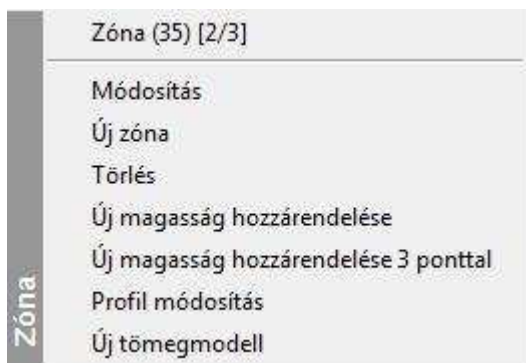 Zóna (35) [2/3]
Módosítás
Új zóna
Törlés
Új magasság hozzárendelése
Új magasság hozzárendelése 3 ponttal
Profil módosítás
Új tömegmodell
Zóna